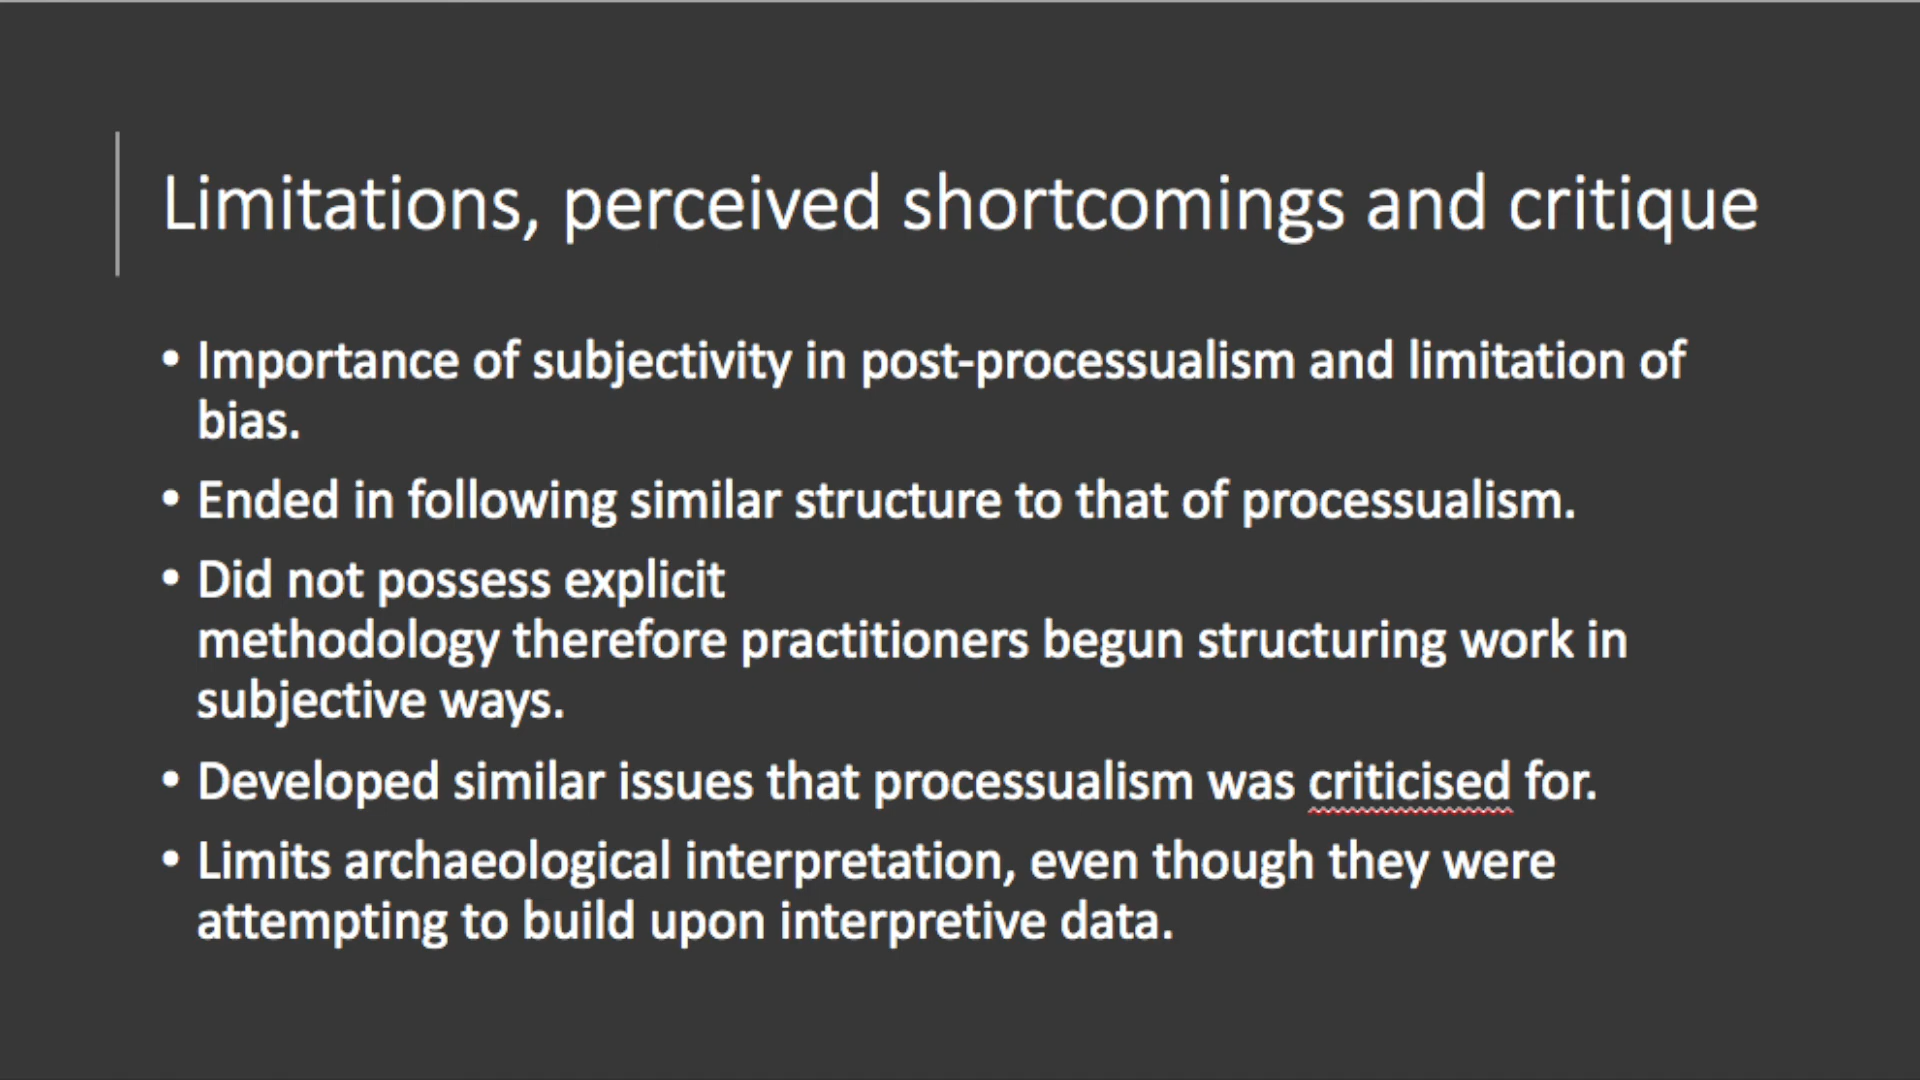 Limitations, perceived shortcomings and critique
• Importance of subjectivity in post-processualism and limitation of
bias.
• Ended in following similar structure to that of processualism.
• Did not possess explicit
methodology therefore practitioners begun structuring work in
subjective ways.
• Developed similar issues that processualism was criticised for.
• Limits archaeological interpretation, even though they were
attempting to build upon interpretive data.